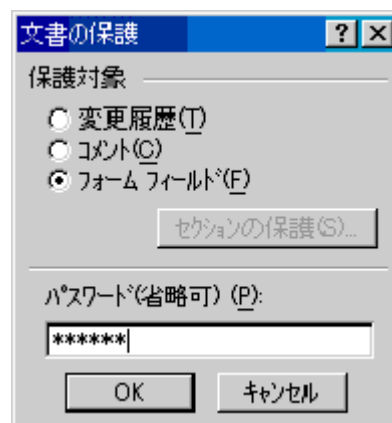 文書の保護
保護対象
変更履歴(T)
コメント(C)
フォーム フィールド(F)
セクションの保護(S)...
パスワード(省略可) (P):
******
OK キャンセル